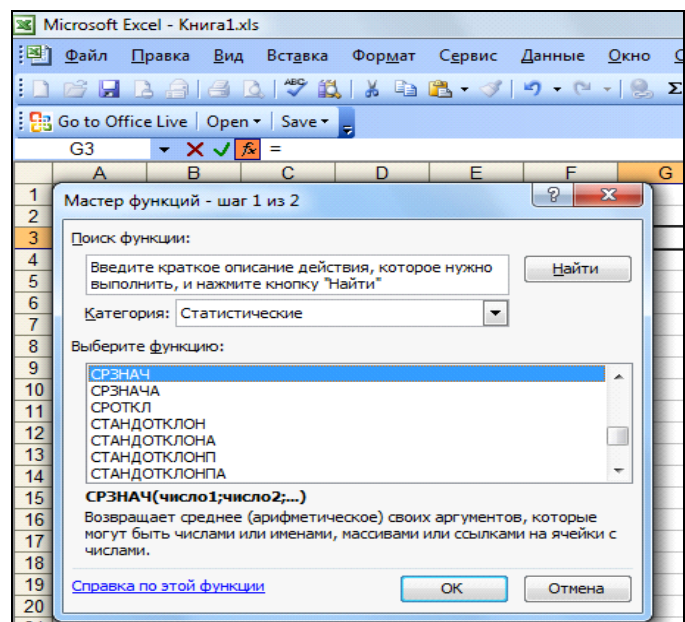 Microsoft Excel - Книга1.xls
Файл Правка Вид Вставка Формат Сервис Данные Окно С
ABC Σ
Go to Office Live Open Save
G3 fx =
A B C D E F G
1
Мастер функций - шаг 1 из 2 ?
2
3 Поиск функции:
4 Введите краткое описание действия, которое нужно Найти
5 выполнить, и нажмите кнопку "Найти"
6 Категория: Статистические
7
8 Выберите функцию:
9 СРЗНАЧ
10 СРЗНАЧА
11 СРОТКЛ
12 СТАНДОТКЛОН
13 СТАНДОТКЛОНА
СТАНДОТКЛОНП
14 СТАНДОТКЛОНПА
15 СРЗНАЧ(число1;число2;...)
16 Возвращает среднее (арифметическое) своих аргументов, которые
17 могут быть числами или именами, массивами или ссылками на ячейки с
18 числами.
19 Справка по этой функции ОК Отмена
20